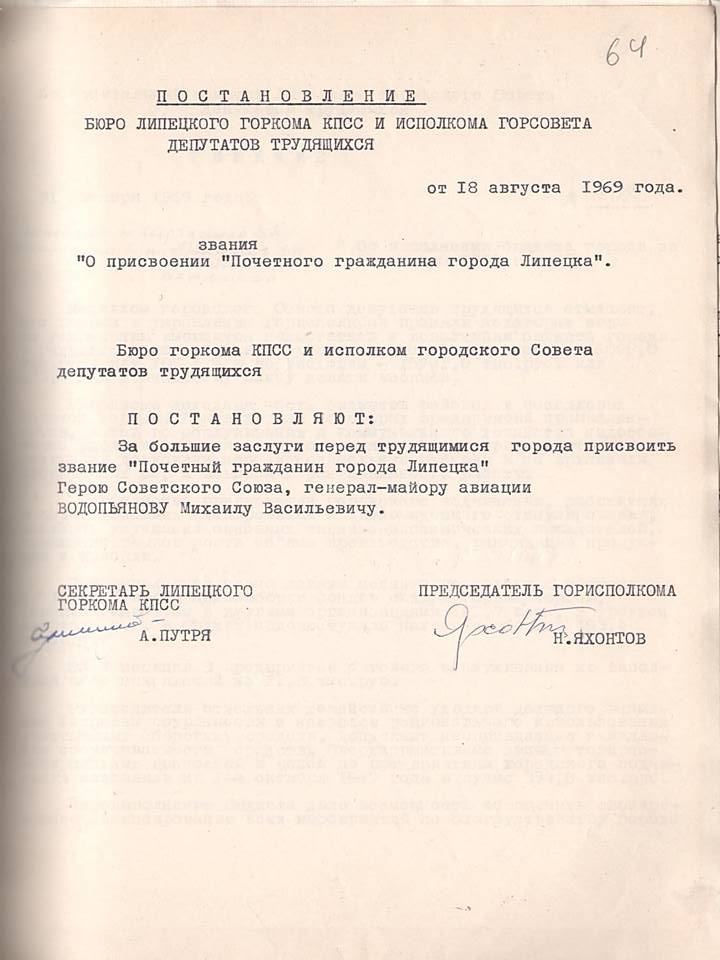 64
ПОСТАНОВЛЕНИЕ
БЮРО ЛИПЕЦКОГО ГОРКОМА КПСС И ИСПОЛКОМА ГОРСОВЕТА
ДЕПУТАТОВ ТРУДЯЩИХСЯ
от 18 августа 1969 года.
звания
"О присвоении "Почетного гражданина города Липецка".
Бюро горкома КПСС и исполком городского Совета
депутатов трудящихся
ПОСТАНОВЛЯЮТ:
За большие заслуги перед трудящимися города присвоить
звание "Почетный гражданин города Липецка"
Герою Советского Союза, генерал-майору авиации
ВОДОПЬЯНОВУ Михаилу Васильевичу.
СЕКРЕТАРЬ ЛИПЕЦКОГО ПРЕДСЕДАТЕЛЬ ГОРИСПОЛКОМА
ГОРКОМА КПСС
А.ПУТРЯ Яхонтов Н.ЯХОНТОВ